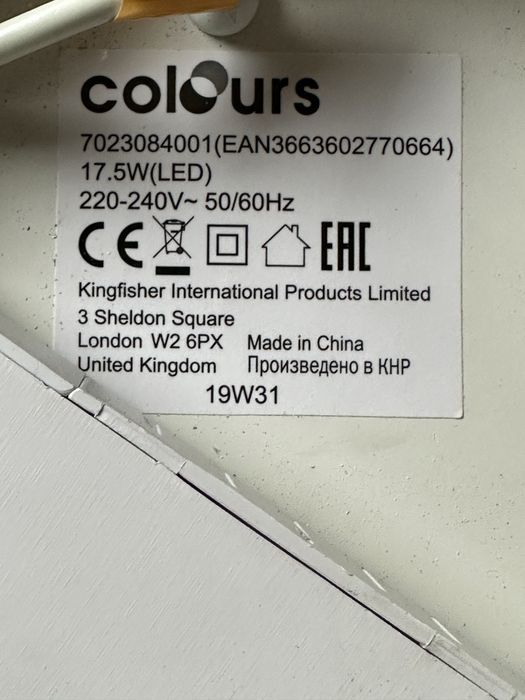 colours
7023084001(EAN3663602770664)
17.5W(LED)
220-240V~ 50/60Hz
CE EAC
Kingfisher International Products Limited
3 Sheldon Square
London W2 6PX Made in China
United Kingdom Произведено в КНР
19W31